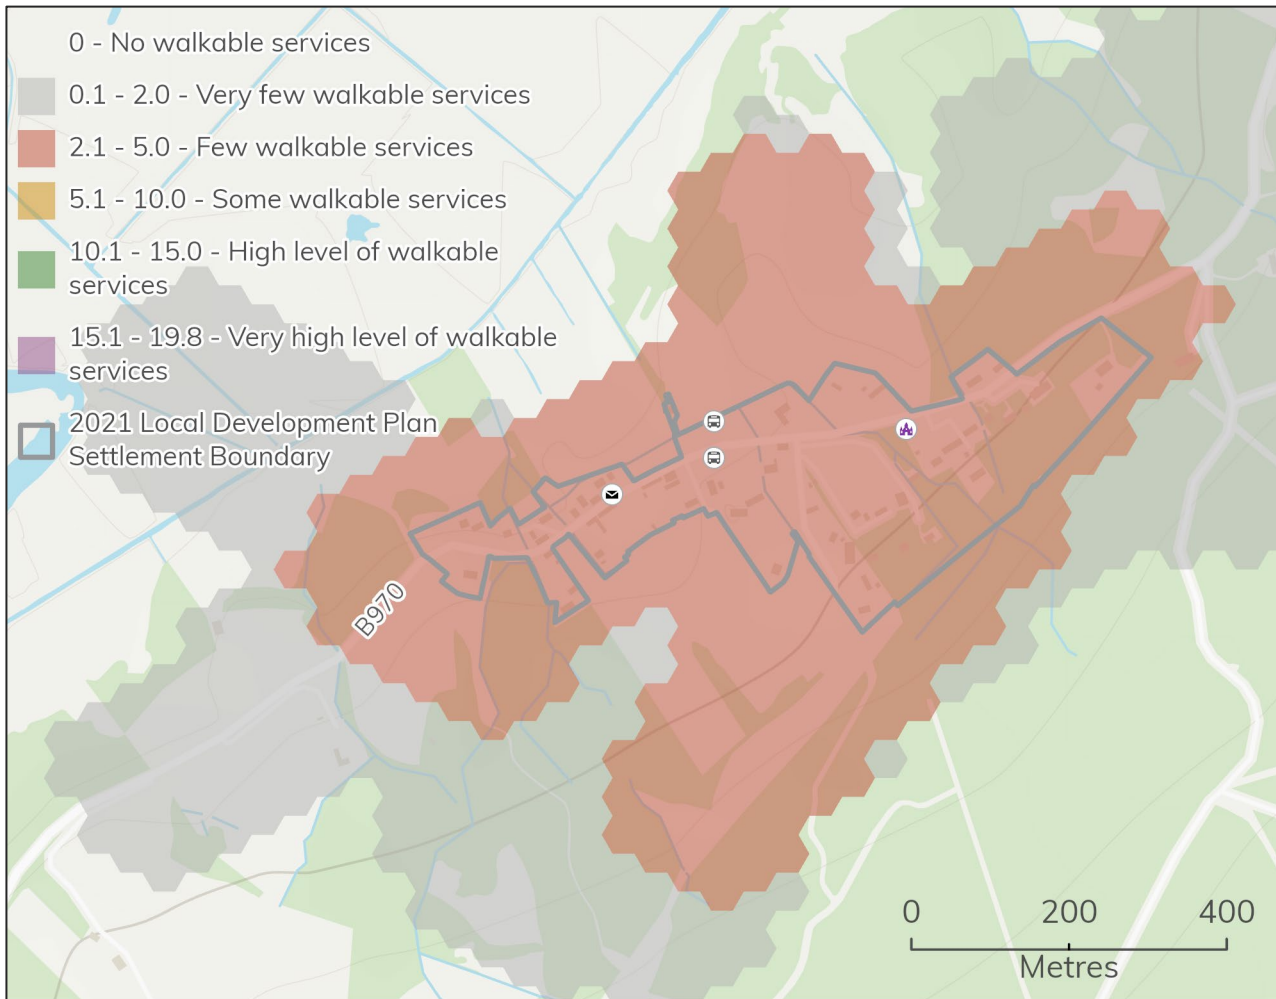 0 - No walkable services
0.1 - 2.0 - Very few walkable services
2.1 - 5.0 - Few walkable services
5.1 - 10.0 - Some walkable services
10.1 - 15.0 - High level of walkable
services
15.1 - 19.8 - Very high level of walkable
services
2021 Local Development Plan
Settlement Boundary
B970
0 200 400
Metres